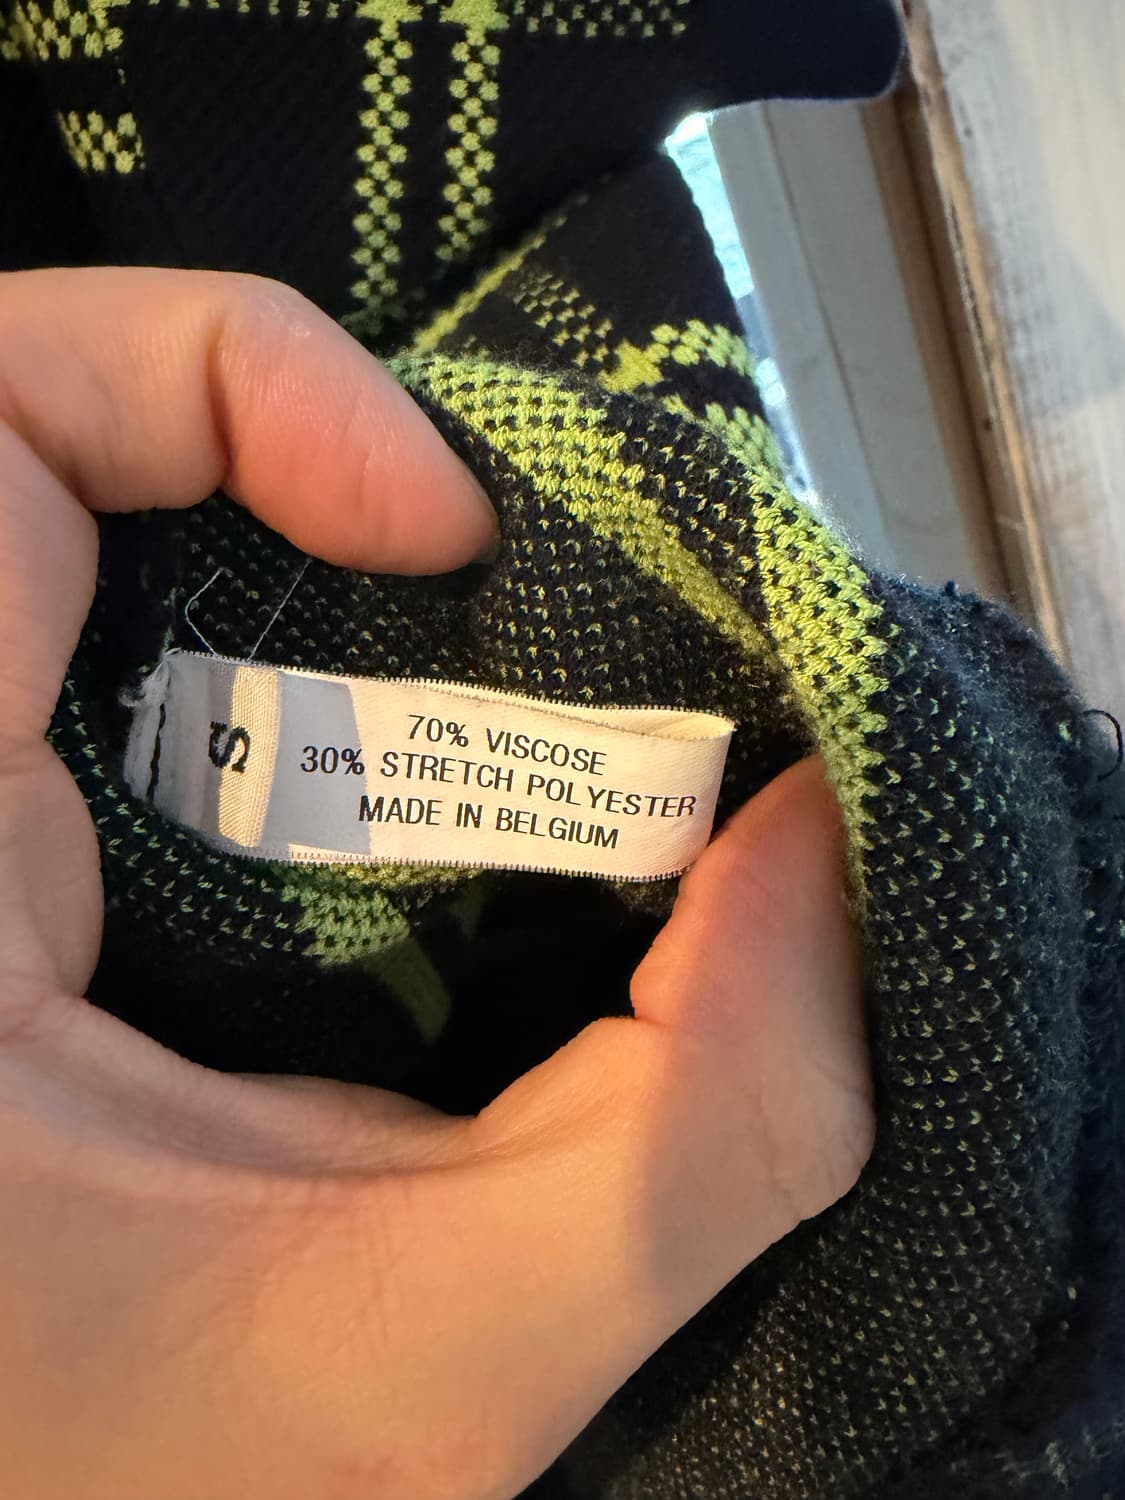 S
70% VISCOSE
30% STRETCH POLYESTER
MADE IN BELGIUM